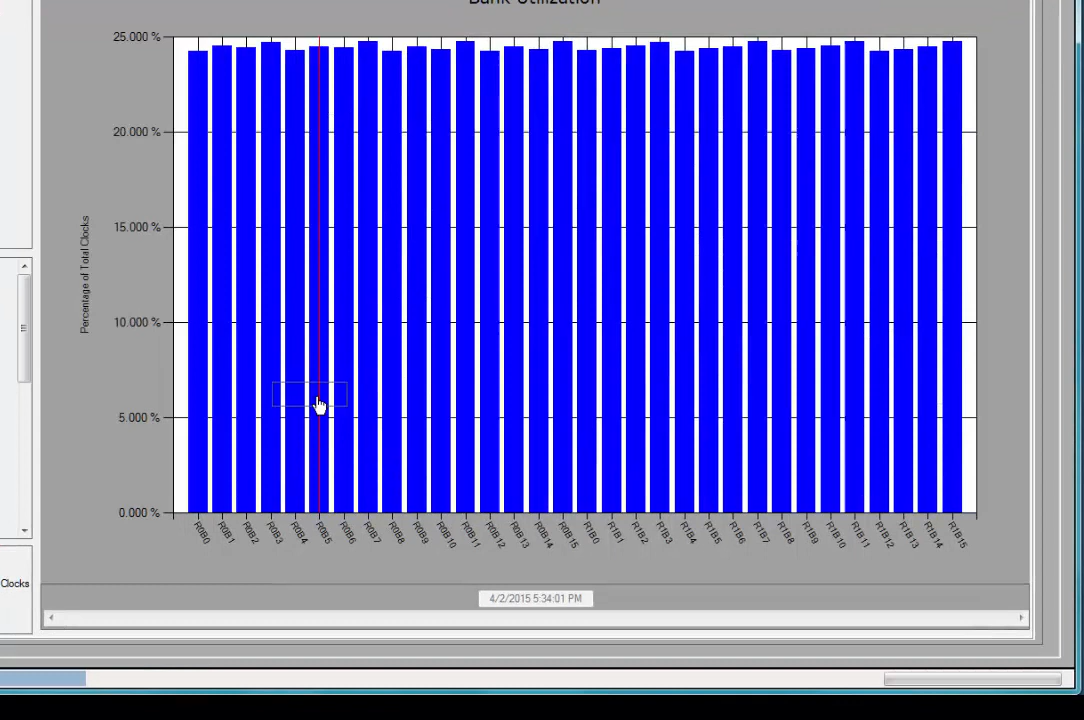 Bank Utilization
25.000 %
20.000 %
15.000 %
10.000 %
5.000 %
0.000 %
Percentage of Total Clocks
R0B0 R0B1 R0B2 R0B3 R0B4 R0B5 R0B6 R0B7 R0B8 R0B9 R0B10 R0B11 R0B12 R0B13 R0B14 R0B15 R1B0 R1B1 R1B2 R1B3 R1B4 R1B5 R1B6 R1B7 R1B8 R1B9 R1B10 R1B11 R1B12 R1B13 R1B14 R1B15
Clocks
4/2/2015 5:34:01 PM